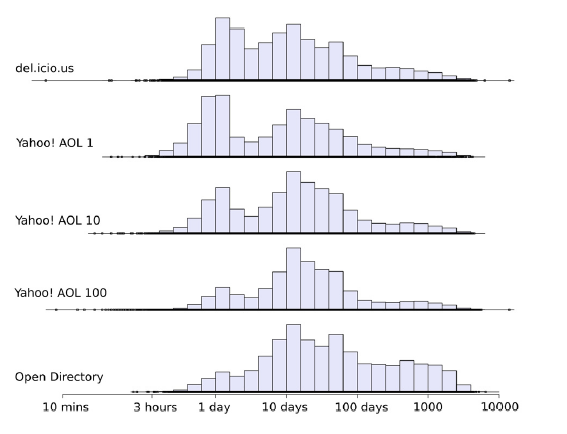 del.icio.us
Yahoo! AOL 1
Yahoo! AOL 10
Yahoo! AOL 100
Open Directory
10 mins 3 hours 1 day 10 days 100 days 1000 10000